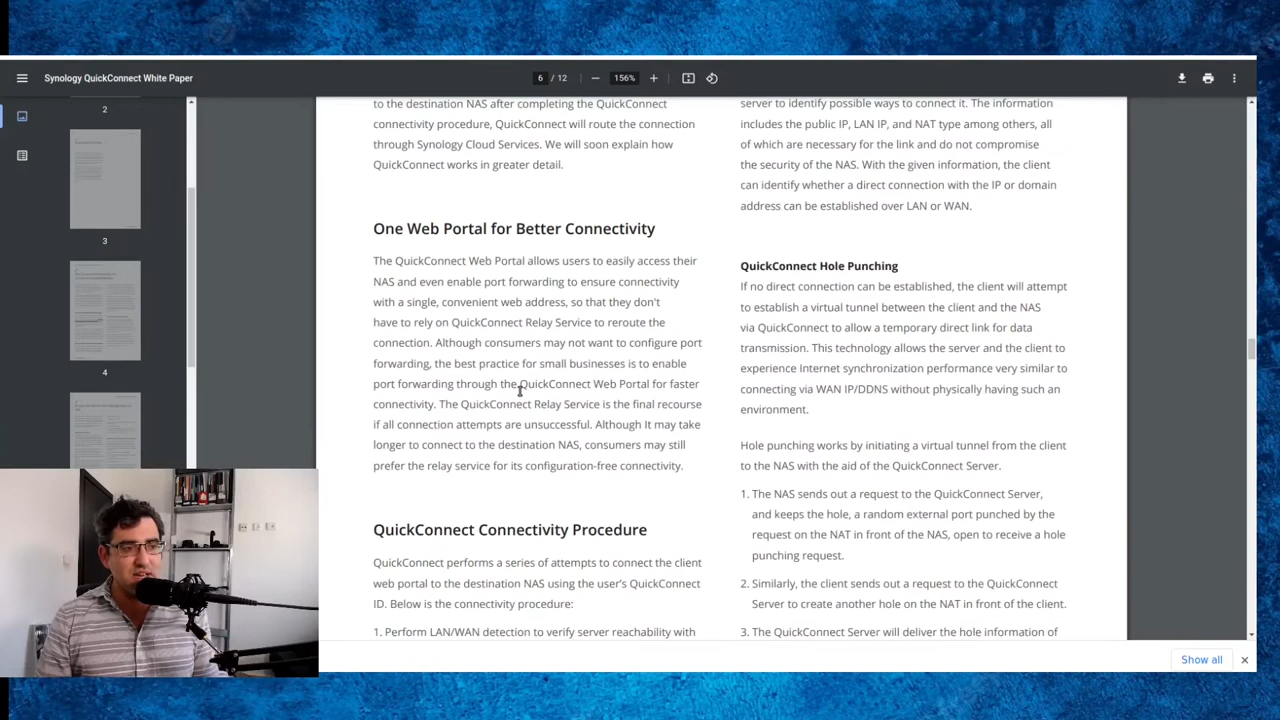 Synology QuickConnect White Paper
6 / 12
156%
2
3
4
to the destination NAS after completing the QuickConnect
connectivity procedure, QuickConnect will route the connection
through Synology Cloud Services. We will soon explain how
QuickConnect works in greater detail.
One Web Portal for Better Connectivity
The QuickConnect Web Portal allows users to easily access their
NAS and even enable port forwarding to ensure connectivity
with a single, convenient web address, so that they don't
have to rely on QuickConnect Relay Service to reroute the
connection. Although consumers may not want to configure port
forwarding, the best practice for small businesses is to enable
port forwarding through the QuickConnect Web Portal for faster
connectivity. The QuickConnect Relay Service is the final recourse
if all connection attempts are unsuccessful. Although It may take
longer to connect to the destination NAS, consumers may still
prefer the relay service for its configuration-free connectivity.
QuickConnect Connectivity Procedure
QuickConnect performs a series of attempts to connect the client
web portal to the destination NAS using the user's QuickConnect
ID. Below is the connectivity procedure:
1. Perform LAN/WAN detection to verify server reachability with
server to identify possible ways to connect it. The information
includes the public IP, LAN IP, and NAT type among others, all
of which are necessary for the link and do not compromise
the security of the NAS. With the given information, the client
can identify whether a direct connection with the IP or domain
address can be established over LAN or WAN.
QuickConnect Hole Punching
If no direct connection can be established, the client will attempt
to establish a virtual tunnel between the client and the NAS
via QuickConnect to allow a temporary direct link for data
transmission. This technology allows the server and the client to
experience Internet synchronization performance very similar to
connecting via WAN IP/DDNS without physically having such an
environment.
Hole punching works by initiating a virtual tunnel from the client
to the NAS with the aid of the QuickConnect Server.
1. The NAS sends out a request to the QuickConnect Server,
and keeps the hole, a random external port punched by the
request on the NAT in front of the NAS, open to receive a hole
punching request.
2. Similarly, the client sends out a request to the QuickConnect
Server to create another hole on the NAT in front of the client.
3. The QuickConnect Server will deliver the hole information of
Show all